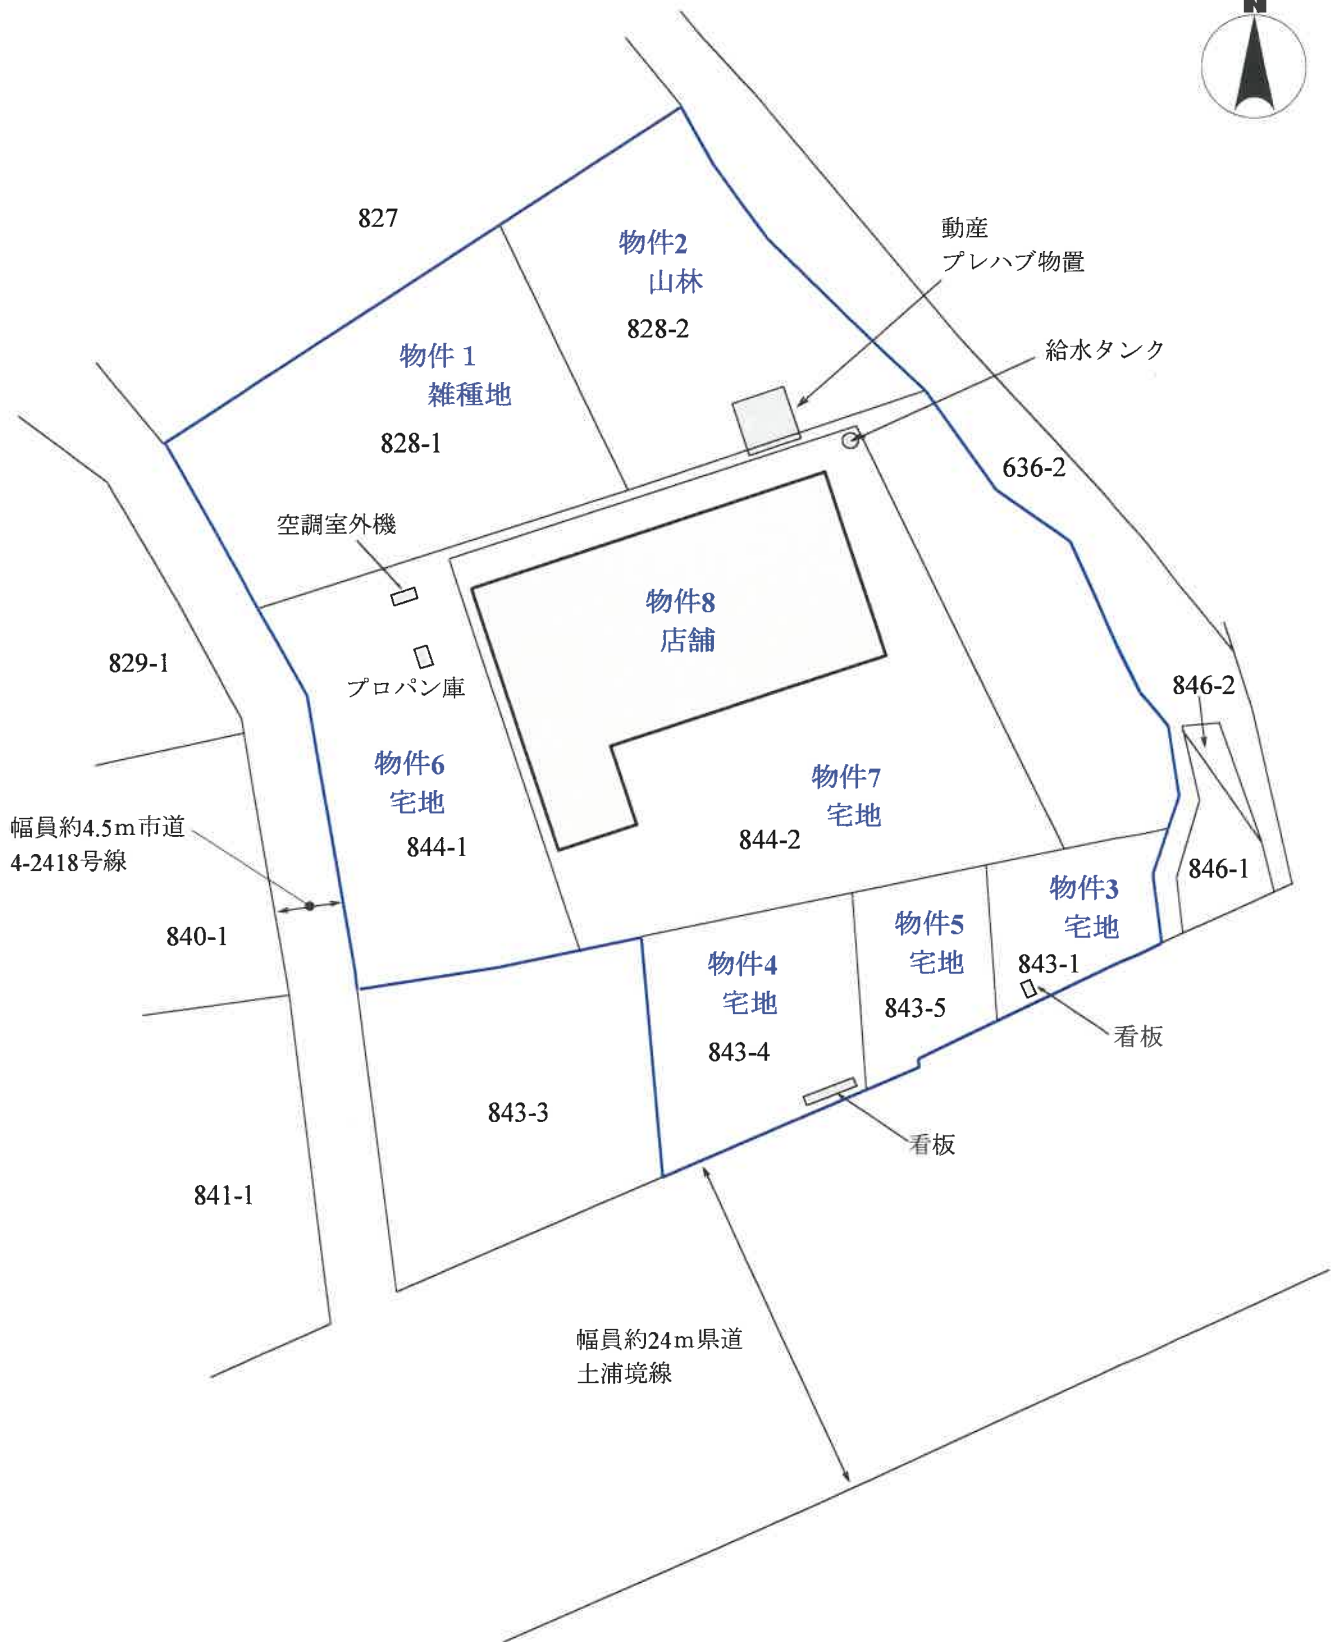 N
827
物件2
山林
828-2
動産
プレハブ物置
給水タンク
物件１
雑種地
828-1
636-2
空調室外機
物件8
店舗
829-1
プロパン庫
846-2
物件6
宅地
844-1
物件7
宅地
844-2
幅員約4.5m市道
4-2418号線
846-1
物件3
宅地
843-1
物件5
宅地
843-5
840-1
物件4
宅地
843-4
看板
843-3
看板
841-1
幅員約24m県道
土浦境線